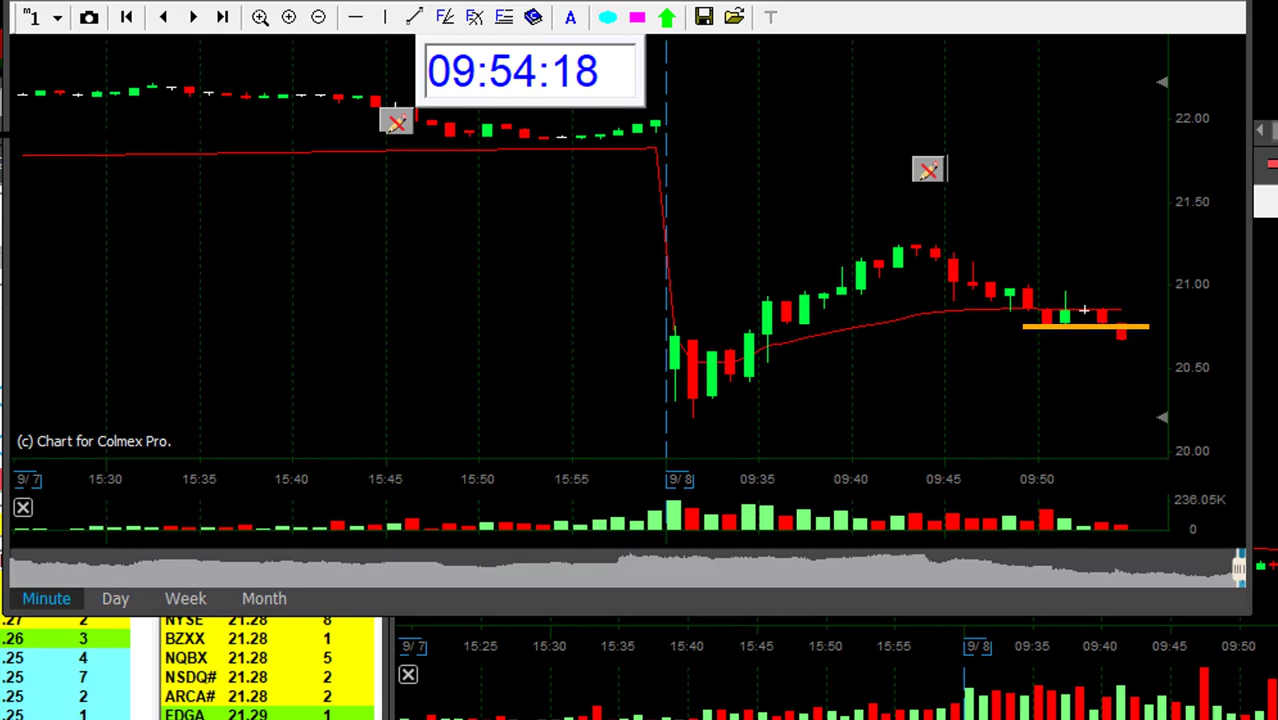 m1
A
T
09:54:18
22.00
21.50
21.00
20.50
20.00
(c) Chart for Colmex Pro.
9/ 7 15:30 15:40 15:45 15:50 15:55 9/ 8 09:35 09:40 09:45 09:50
236.05K
0
Minute Day Week Month
.27 2 NYSE 21.28 8
.26 3 BZXX 21.28 1
.25 4 NQBX 21.28 5
.25 7 NSDQ# 21.28 2
.25 2 ARCA# 21.28 2
.25 1 EDGA 21.29 1
9/ 7 15:25 15:30 15:35 15:40 15:45 15:50 15:55 9/ 8 09:35 09:40 09:45 09:50